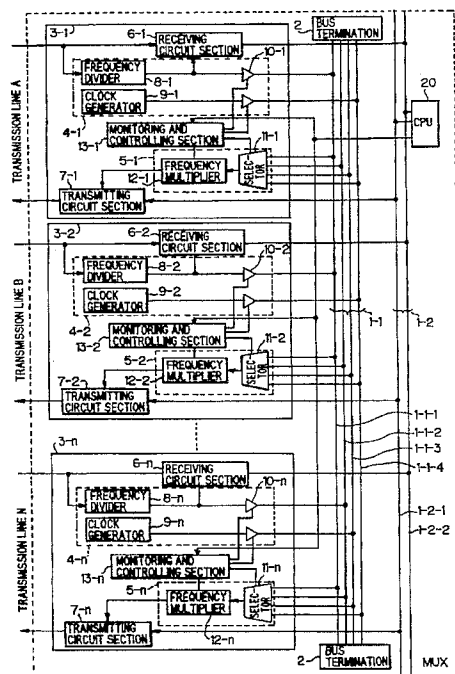 3-1
6-1
RECEIVING
CIRCUIT SECTION
2
BUS
TERMINATION
10-1
FREQUENCY
DIVIDER
8-1
20
CPU
CLOCK
GENERATOR
9-1
4-1
MONITORING AND
CONTROLLING
SECTION
13-1
11-1
5-1
FREQUENCY
MULTIPLIER
12-1
SELEC-
TOR
7-1
TRANSMITTING
CIRCUIT SECTION
TRANSMISSION LINE A
3-2
6-2
RECEIVING
CIRCUIT SECTION
10-2
FREQUENCY
DIVIDER
8-2
CLOCK
GENERATOR
9-2
4-2
MONITORING AND
CONTROLLING
SECTION
13-2
11-2
5-2
FREQUENCY
MULTIPLIER
12-2
SELEC-
TOR
7-2
TRANSMITTING
CIRCUIT SECTION
TRANSMISSION LINE B
1-1
1-2
1-1-1
1-1-2
1-1-3
1-1-4
1-2-1
1-2-2
3-n
6-n
RECEIVING
CIRCUIT SECTION
10-n
FREQUENCY
DIVIDER
8-n
CLOCK
GENERATOR
9-n
4-n
MONITORING AND
CONTROLLING
SECTION
13-n
11-n
5-n
FREQUENCY
MULTIPLIER
12-n
SELEC-
TOR
7-n
TRANSMITTING
CIRCUIT SECTION
TRANSMISSION LINE N
2
BUS
TERMINATION
MUX